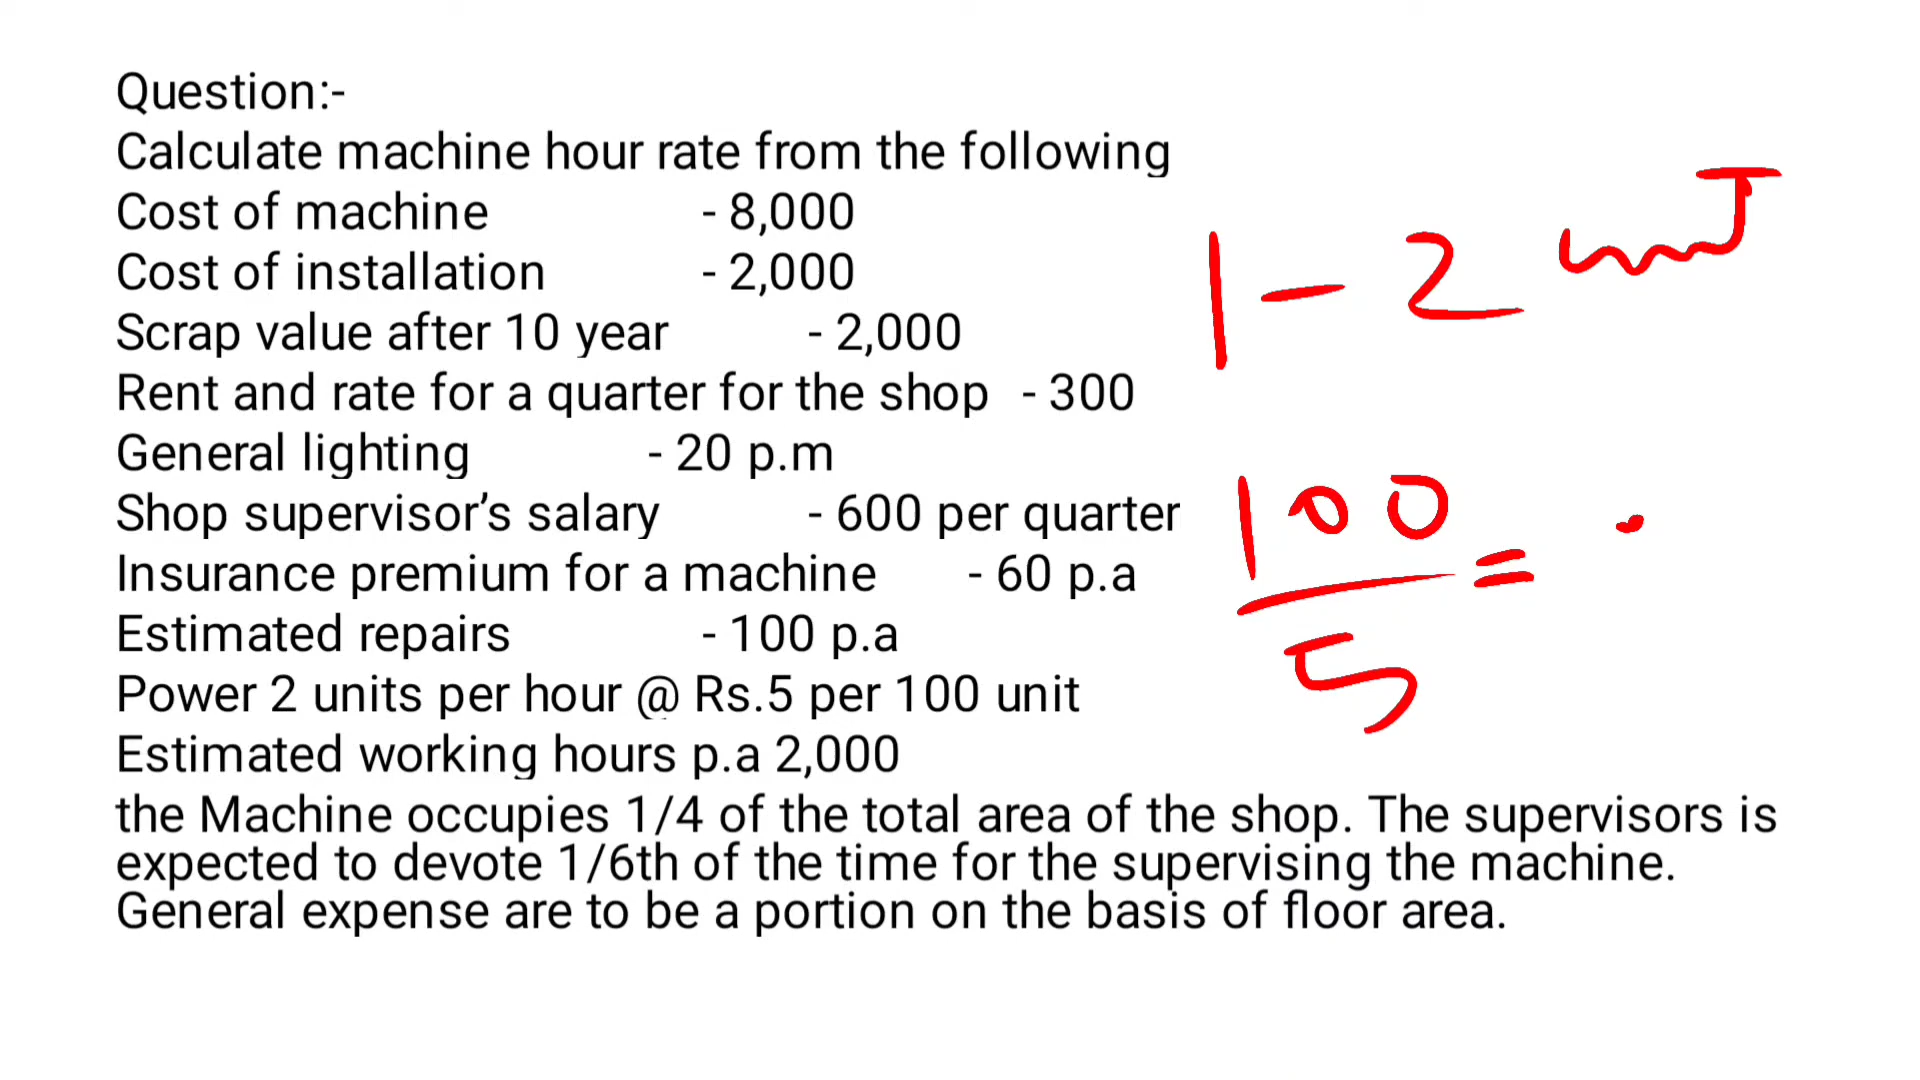 Question:-
Calculate machine hour rate from the following
Cost of machine - 8,000
Cost of installation - 2,000
Scrap value after 10 year - 2,000
Rent and rate for a quarter for the shop - 300
General lighting - 20 p.m
Shop supervisor’s salary - 600 per quarter
Insurance premium for a machine - 60 p.a
Estimated repairs - 100 p.a
Power 2 units per hour @ Rs.5 per 100 unit
Estimated working hours p.a 2,000
the Machine occupies 1/4 of the total area of the shop. The supervisors is
expected to devote 1/6th of the time for the supervising the machine.
General expense are to be a portion on the basis of floor area.
1 - 2
100
5 = .